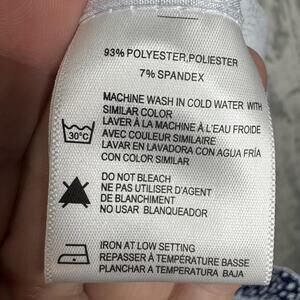 93% POLYESTER,POLIESTER
7% SPANDEX
MACHINE WASH IN COLD WATER WITH
SIMILAR COLOR
LAVER À LA MACHINE À L'EAU FROIDE
AVEC COULEUR SIMILAIRE
LAVAR EN LAVADORA CON AGUA FRÍA
CON COLOR SIMILAR
30°C
DO NOT BLEACH
NE PAS UTILISER D'AGENT
DE BLANCHIMENT
NO USAR BLANQUEADOR
IRON AT LOW SETTING
REPASSER À TEMPÉRATURE BASSE
PLANCHAR A TEMPERATURA BAJA